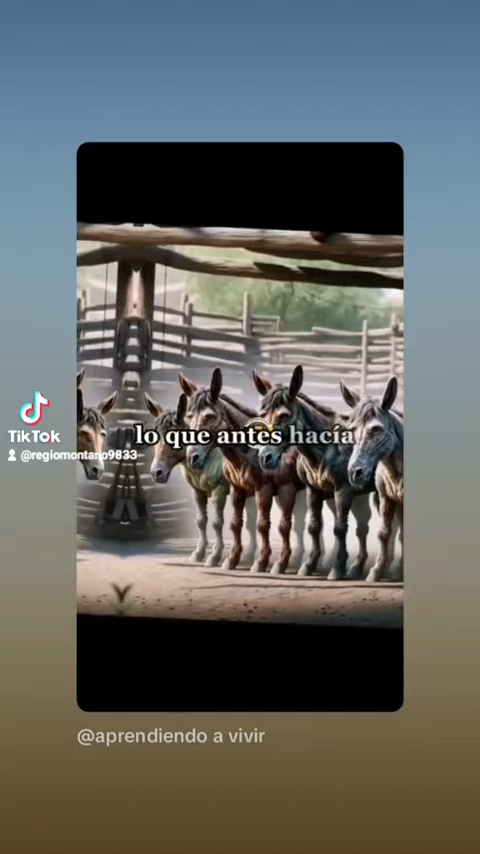 lo que antes hacía
TikTok
@regiomontano9833
@aprendiendo a vivir